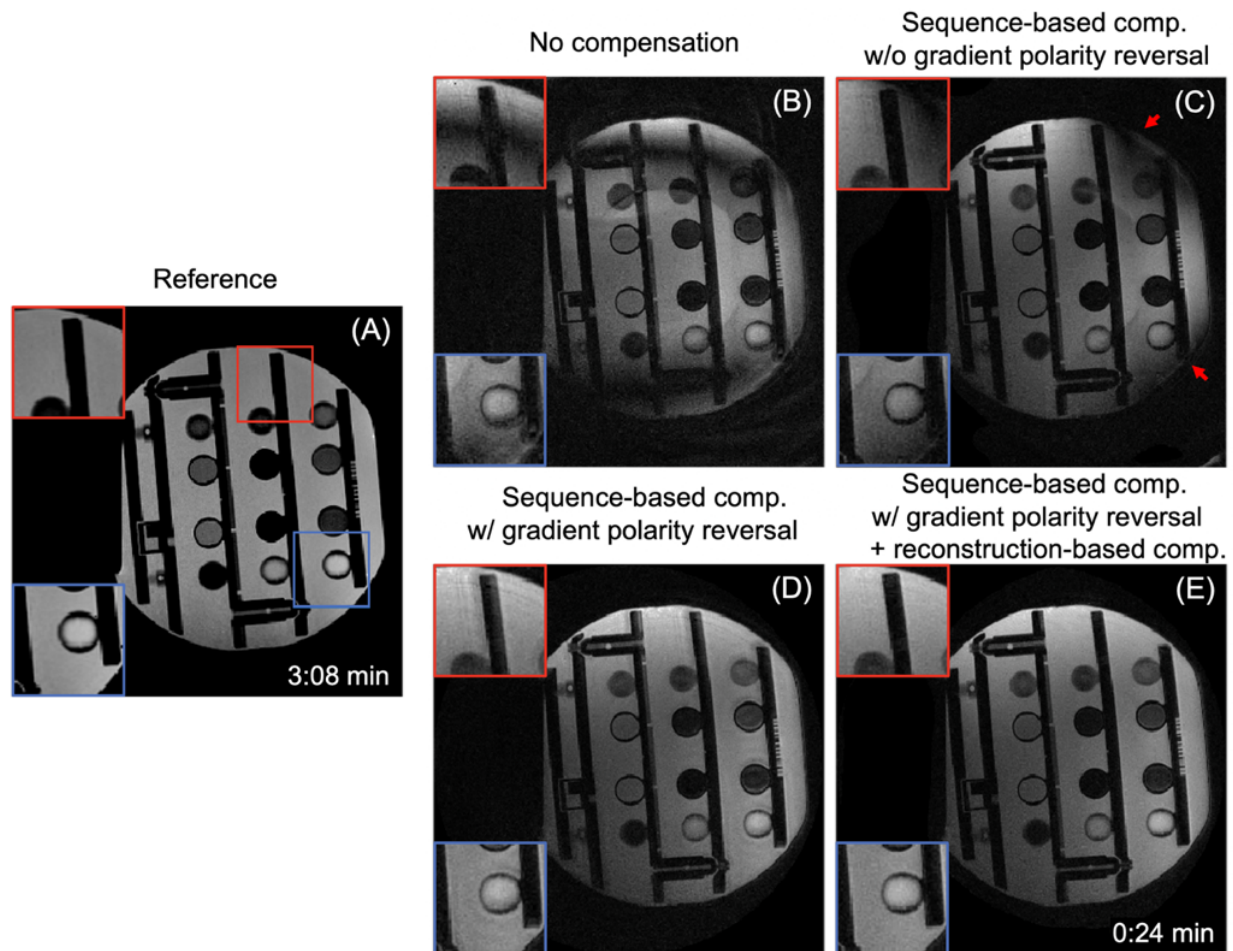 No compensation
(B)
Sequence-based comp.
w/o gradient polarity reversal
(C)
Reference
(A)
3:08 min
Sequence-based comp.
w/ gradient polarity reversal
(D)
Sequence-based comp.
w/ gradient polarity reversal
+ reconstruction-based comp.
(E)
0:24 min